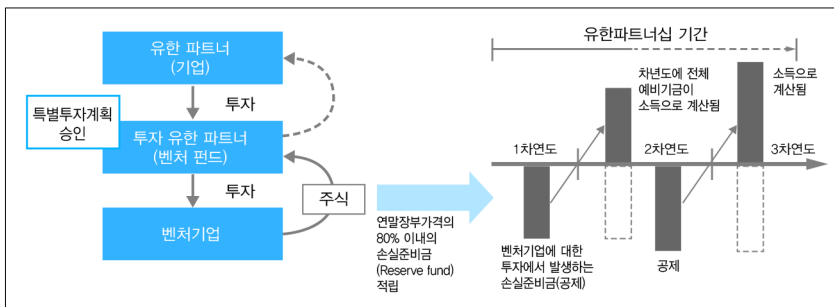 유한 파트너
(기업)
투자
특별투자계획
승인
투자 유한 파트너
(벤처 펀드)
투자
주식
벤처기업
연말장부가격의
80% 이내의
손실준비금
(Reserve fund)
적립
유한파트너십 기간
차년도에 전체
예비기금이
소득으로 계산됨
소득으로
계산됨
1차연도
2차연도
3차연도
벤처기업에 대한
투자에서 발생하는
손실준비금(공제)
공제